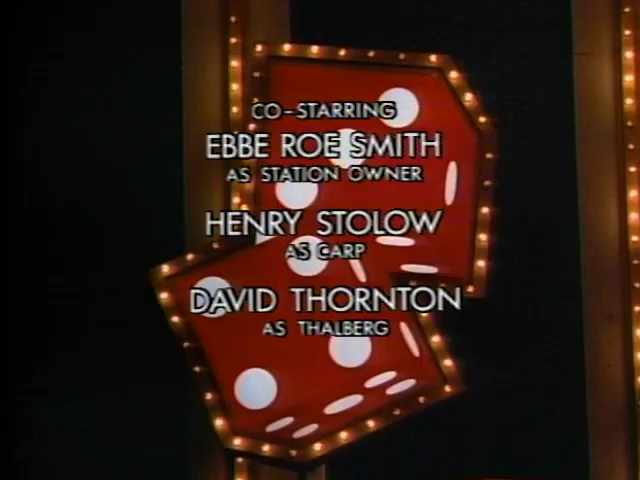 CO-STARRING
EBBE ROE SMITH
AS STATION OWNER
HENRY STOLOW
AS CARP
DAVID THORNTON
AS THALBERG